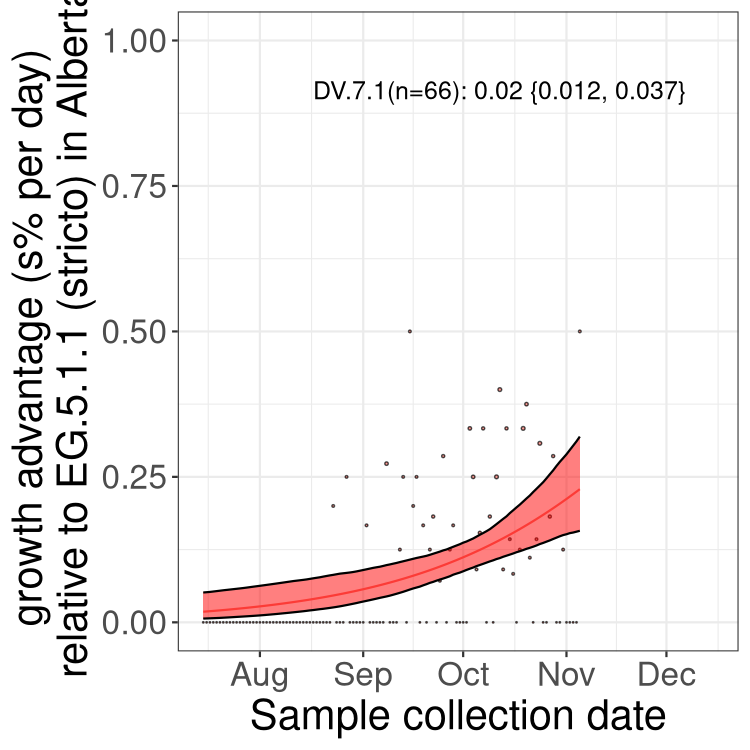 growth advantage (s% per day)
relative to EG.5.1.1 (stricto) in Alberta
1.00
0.75
0.50
0.25
0.00
DV.7.1(n=66): 0.02 {0.012, 0.037}
Aug Sep Oct Nov Dec
Sample collection date